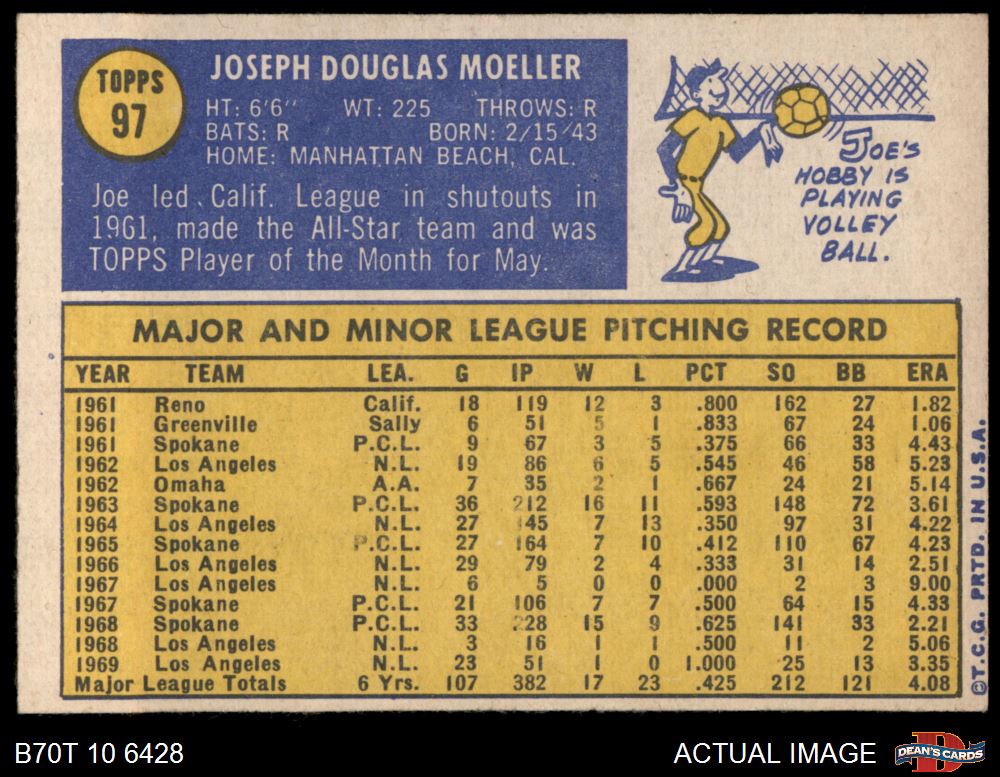 TOPPS
97
JOSEPH DOUGLAS MOELLER
HT: 6'6" WT: 225 THROWS: R
BATS: R BORN: 2/15/43
HOME: MANHATTAN BEACH, CAL.
Joe led Calif. League in shutouts in
1961, made the All-Star team and was
TOPPS Player of the Month for May.
JOE'S
HOBBY IS
PLAYING
VOLLEY
BALL.
MAJOR AND MINOR LEAGUE PITCHING RECORD
YEAR TEAM LEA. G IP W L PCT SO BB ERA
1961 Reno Calif. 18 119 12 3 .800 162 27 1.82
1961 Greenville Sally 6 51 5 1 .833 67 24 1.06
1961 Spokane P.C.L. 9 67 3 5 .375 66 33 4.43
1962 Los Angeles N.L. 19 86 6 5 .545 46 58 5.23
1962 Omaha A.A. 7 35 2 1 .667 24 21 5.14
1963 Spokane P.C.L. 36 212 16 11 .593 148 72 3.61
1964 Los Angeles N.L. 27 145 7 13 .350 97 31 4.22
1965 Spokane P.C.L. 27 164 7 10 .412 110 67 4.23
1966 Los Angeles N.L. 29 79 2 4 .333 31 14 2.51
1967 Los Angeles N.L. 6 5 0 0 .000 2 3 9.00
1967 Spokane P.C.L. 21 106 7 7 .500 64 15 4.33
1968 Spokane P.C.L. 33 228 15 9 .625 141 33 2.21
1968 Los Angeles N.L. 3 16 1 1 .500 11 2 5.06
1969 Los Angeles N.L. 23 51 1 0 1.000 25 13 3.35
Major League Totals 6 Yrs. 107 382 17 23 .425 212 121 4.08
©T.C.G. PRTD. IN U.S.A.
B70T 10 6428
ACTUAL IMAGE
D
DEAN'S CARDS